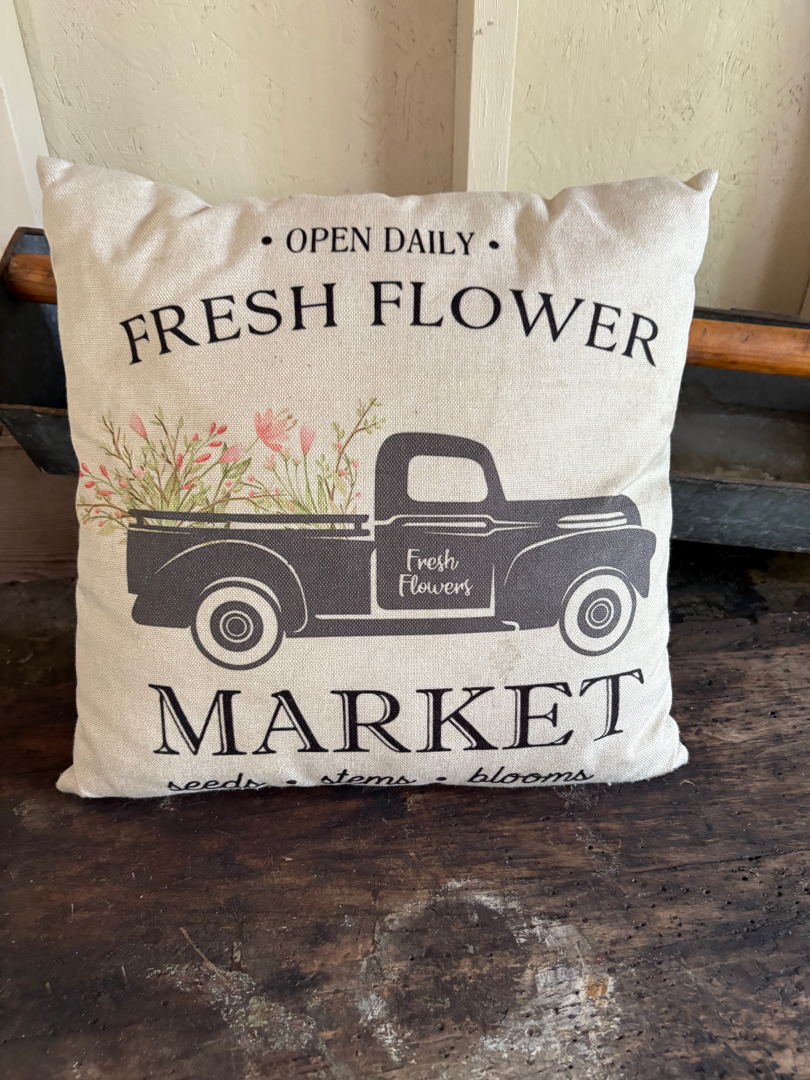 • OPEN DAILY •
FRESH FLOWER
Fresh
Flowers
MARKET
seeds • stems • blooms